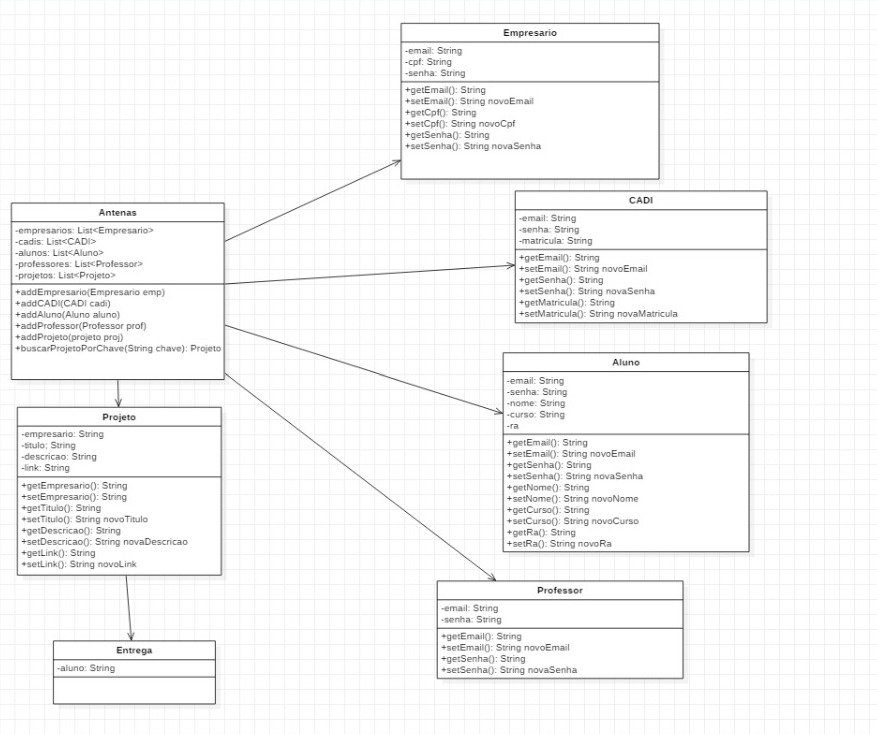 Empresario
-email: String
-cpf: String
-senha: String
+getEmail(): String
+setEmail(): String novoEmail
+getCpf(): String
+setCpf(): String novoCpf
+getSenha(): String
+setSenha(): String novaSenha
CADI
-email: String
-senha: String
-matricula: String
+getEmail(): String
+setEmail(): String novoEmail
+getSenha(): String
+setSenha(): String novaSenha
+getMatricula(): String
+setMatricula(): String novaMatricula
Antenas
-empresarios: List<Empresario>
-cadis: List<CADI>
-alunos: List<Aluno>
-professores: List<Professor>
-projetos: List<Projeto>
+addEmpresario(Empresario emp)
+addCADI(CADI cadi)
+addAluno(Aluno aluno)
+addProfessor(Professor prof)
+addProjeto(projeto proj)
+buscarProjetoPorChave(String chave): Projeto
Aluno
-email: String
-senha: String
-nome: String
-curso: String
-ra
+getEmail(): String
+setEmail(): String novoEmail
+getSenha(): String
+setSenha(): String novaSenha
+getNome(): String
+setNome(): String novoNome
+getCurso(): String
+setCurso(): String novoCurso
+getRa(): String
+setRa(): String novoRa
Projeto
-empresario: String
-titulo: String
-descricao: String
-link: String
+getEmpresario(): String
+setEmpresario(): String
+getTitulo(): String
+setTitulo(): String novoTitulo
+getDescricao(): String
+setDescricao(): String novaDescricao
+getLink(): String
+setLink(): String novoLink
Professor
-email: String
-senha: String
+getEmail(): String
+setEmail(): String novoEmail
+getSenha(): String
+setSenha(): String novaSenha
Entrega
-aluno: String